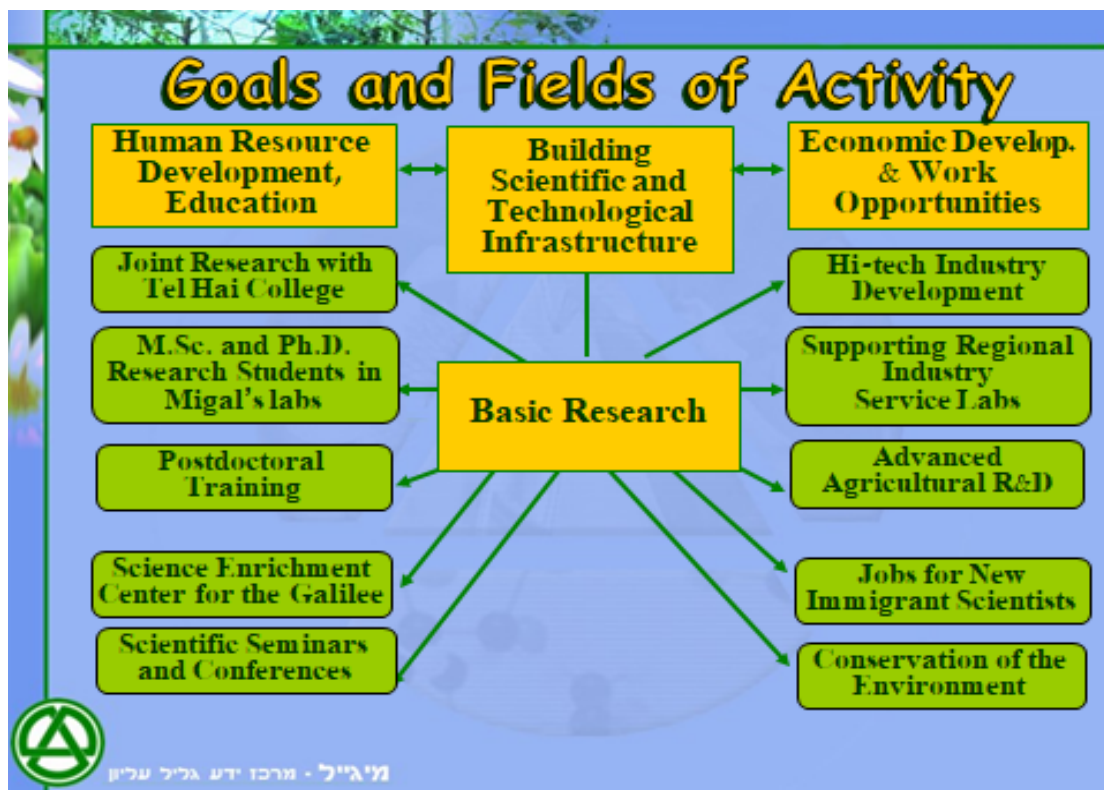 Goals and Fields of Activity
Human Resource
Development,
Education
Building
Scientific and
Technological
Infrastructure
Economic Develop.
& Work
Opportunities
Joint Research with
Tel Hai College
M.Sc. and Ph.D.
Research Students in
Migal's labs
Postdoctoral
Training
Science Enrichment
Center for the Galilee
Scientific Seminars
and Conferences
Basic Research
Hi-tech Industry
Development
Supporting Regional
Industry
Service Labs
Advanced
Agricultural R&D
Jobs for New
Immigrant Scientists
Conservation of the
Environment
מיגייל - מרכז ידע גליל עליון